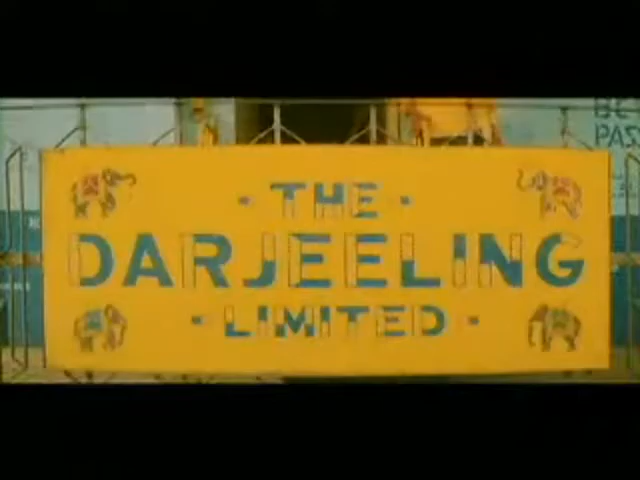 · THE ·
DARJEELING
· LIMITED ·